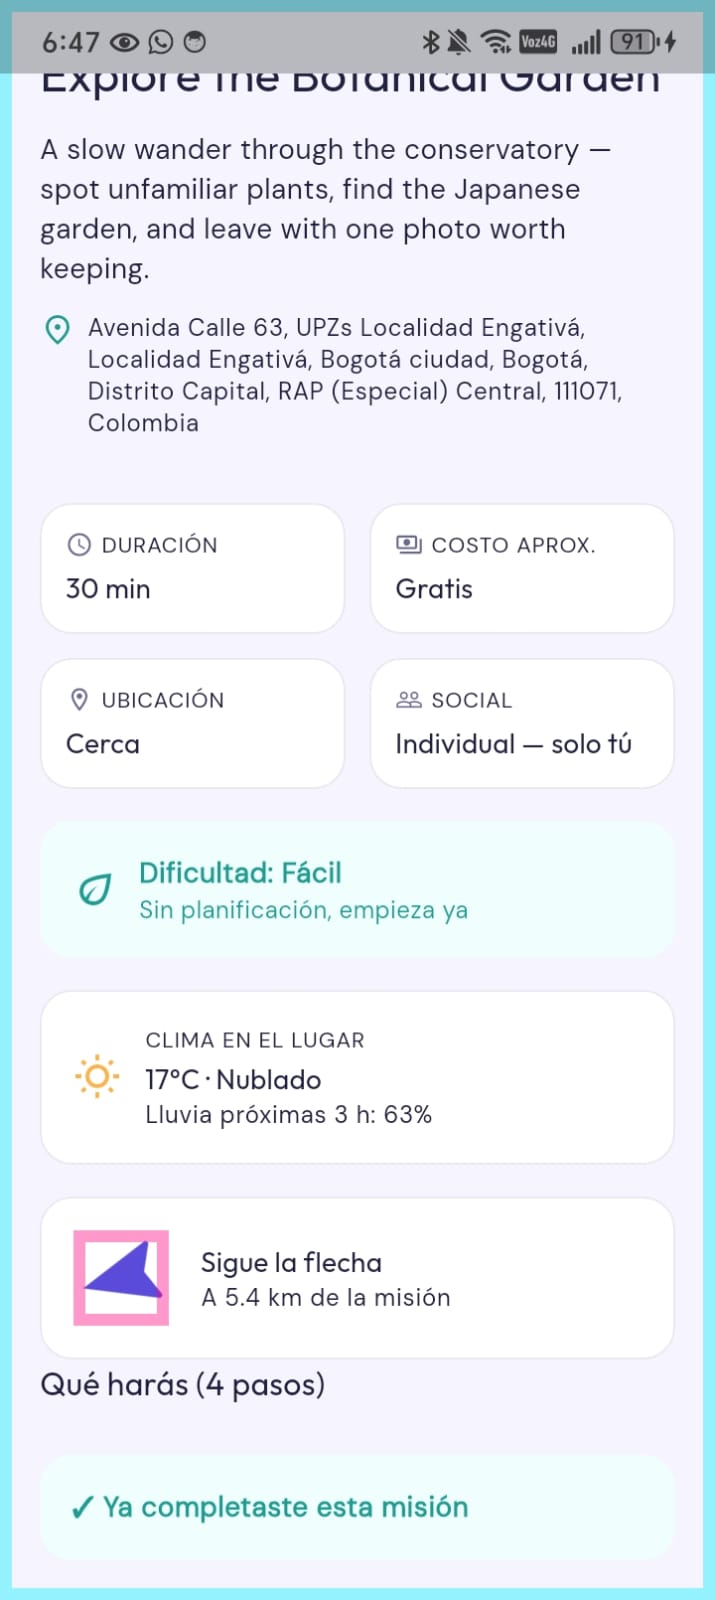 6:47 Voz4G 91
Explore the Botanical Garden
A slow wander through the conservatory —
spot unfamiliar plants, find the Japanese
garden, and leave with one photo worth
keeping.
Avenida Calle 63, UPZs Localidad Engativá,
Localidad Engativá, Bogotá ciudad, Bogotá,
Distrito Capital, RAP (Especial) Central, 111071,
Colombia
DURACIÓN
30 min
COSTO APROX.
Gratis
UBICACIÓN
Cerca
SOCIAL
Individual — solo tú
Dificultad: Fácil
Sin planificación, empieza ya
CLIMA EN EL LUGAR
17°C · Nublado
Lluvia próximas 3 h: 63%
Sigue la flecha
A 5.4 km de la misión
Qué harás (4 pasos)
✓ Ya completaste esta misión